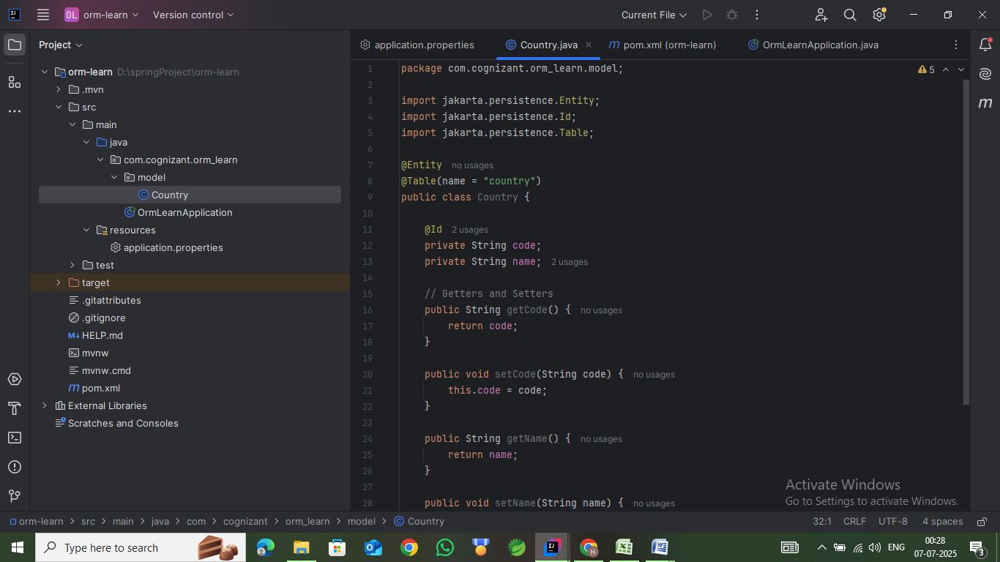 OL orm-learn Version control Current File
Project
application.properties Country.java pom.xml (orm-learn) OrmLearnApplication.java
orm-learn D:\springProject\orm-learn
.mvn
src
main
java
com.cognizant.orm_learn
model
Country
OrmLearnApplication
resources
application.properties
test
target
.gitattributes
.gitignore
HELP.md
mvnw
mvnw.cmd
pom.xml
External Libraries
Scratches and Consoles
5
1 package com.cognizant.orm_learn.model;
2
3 import jakarta.persistence.Entity;
4 import jakarta.persistence.Id;
5 import jakarta.persistence.Table;
6
7 @Entity no usages
8 @Table(name = "country")
9 public class Country {
10
11 @Id 2 usages
12 private String code;
13 private String name; 2 usages
14
15 // Getters and Setters
16 public String getCode() { no usages
17 return code;
18 }
19
20 public void setCode(String code) { no usages
21 this.code = code;
22 }
23
24 public String getName() { no usages
25 return name;
26 }
27
28 public void setName(String name) { no usages
Activate Windows
Go to Settings to activate Windows.
orm-learn > src > main > java > com > cognizant > orm_learn > model > Country 32:1 CRLF UTF-8 4 spaces
Type here to search
ENG
00:28
07-07-2025
3